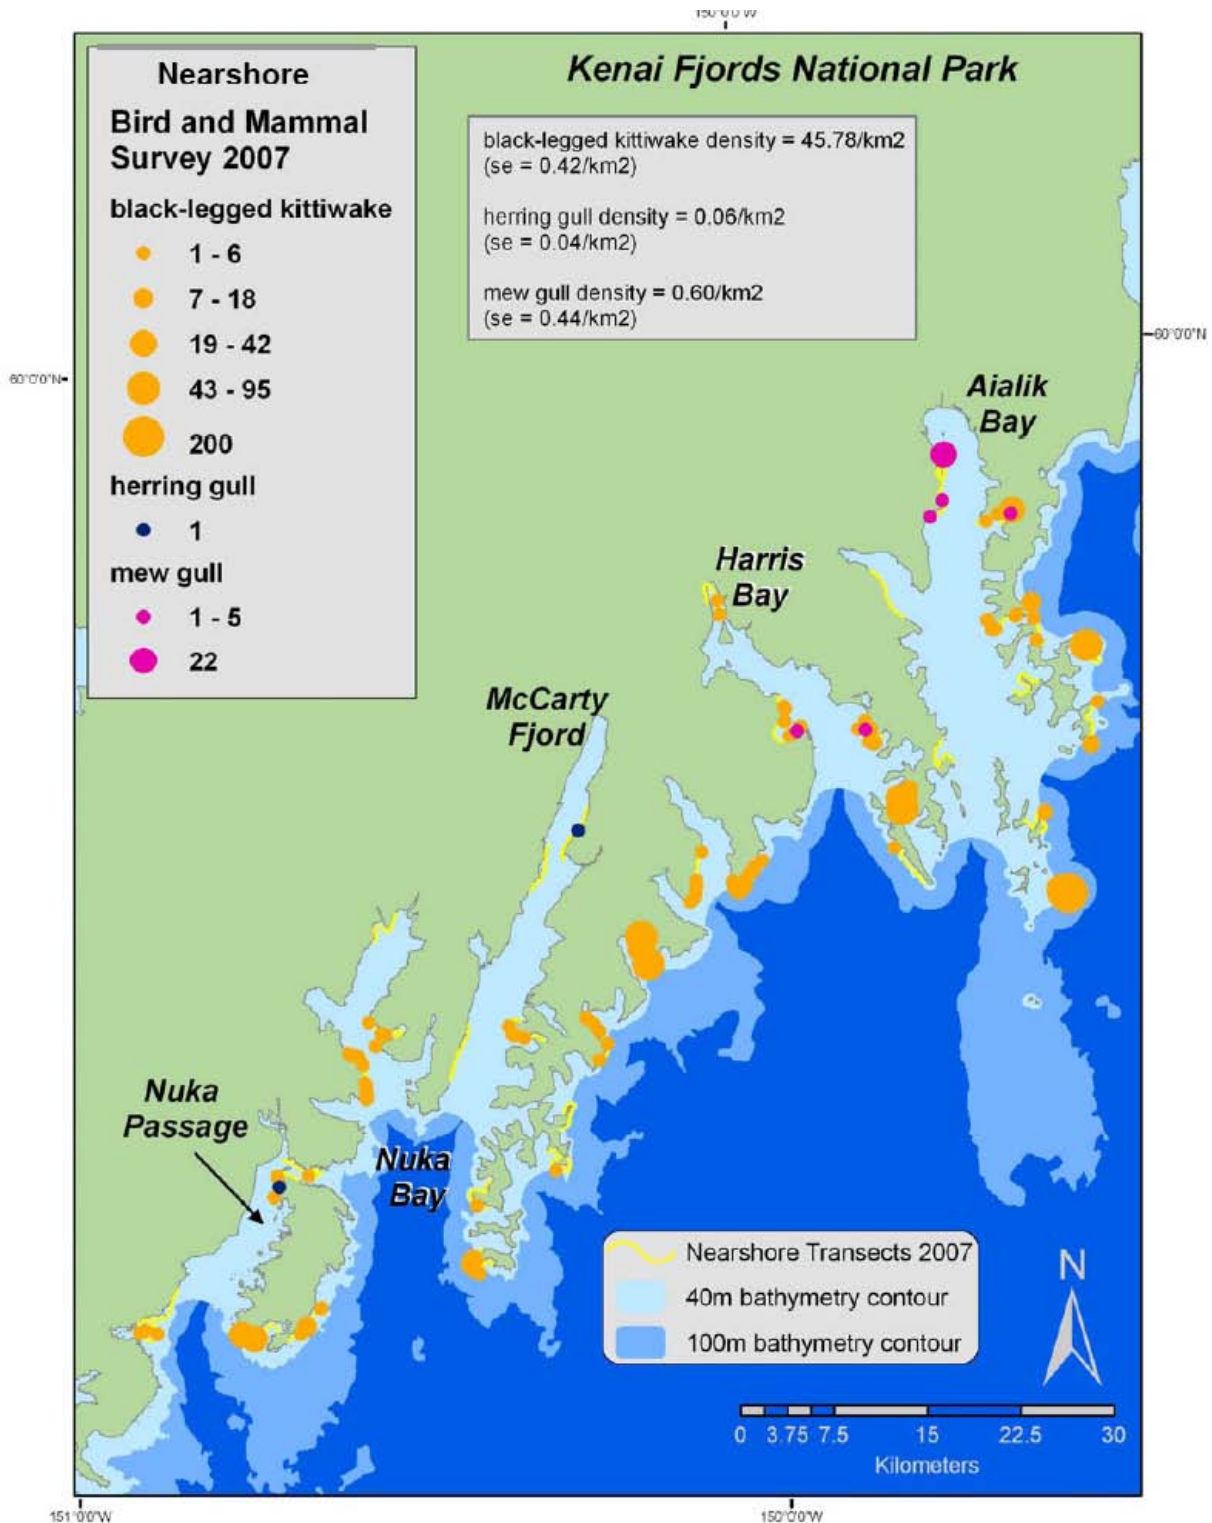 150°0'0"W
Nearshore
Bird and Mammal
Survey 2007
black-legged kittiwake
1 - 6
7 - 18
19 - 42
43 - 95
200
herring gull
1
mew gull
1 - 5
22
Kenai Fjords National Park
black-legged kittiwake density = 45.78/km2
(se = 0.42/km2)
herring gull density = 0.06/km2
(se = 0.04/km2)
mew gull density = 0.60/km2
(se = 0.44/km2)
60°0'0"N
60°0'0"N
Aialik
Bay
Harris
Bay
McCarty
Fjord
Nuka
Passage
Nuka
Bay
Nearshore Transects 2007
40m bathymetry contour
100m bathymetry contour
N
0 3.75 7.5 15 22.5 30
Kilometers
151°0'0"W
150°0'0"W